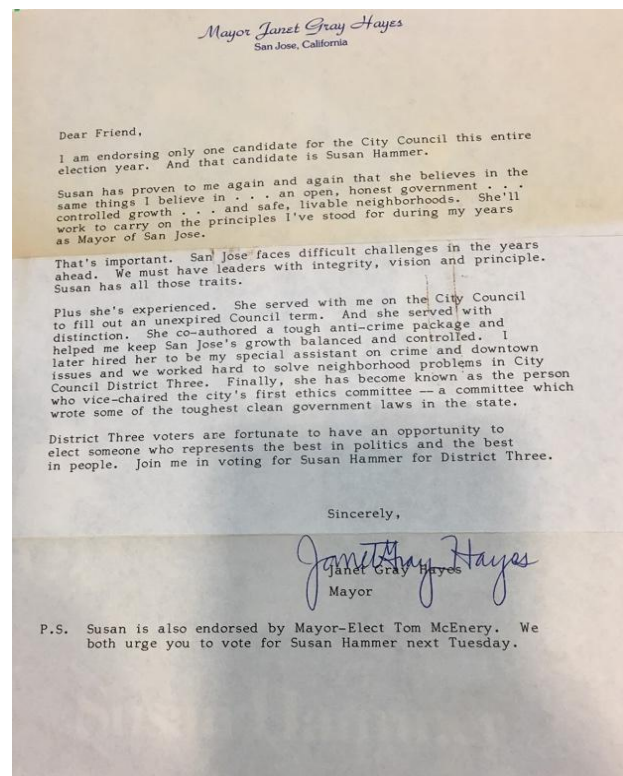 Mayor Janet Gray Hayes
San Jose, California
Dear Friend,
I am endorsing only one candidate for the City Council this entire
election year. And that candidate is Susan Hammer.
Susan has proven to me again and again that she believes in the
same things I believe in . . . an open, honest government . . .
controlled growth . . . and safe, livable neighborhoods. She'll
work to carry on the principles I've stood for during my years
as Mayor of San Jose.
That's important. San Jose faces difficult challenges in the years
ahead. We must have leaders with integrity, vision and principle.
Susan has all those traits.
Plus she's experienced. She served with me on the City Council
to fill out an unexpired Council term. And she served with
distinction. She co-authored a tough anti-crime package and
helped me keep San Jose's growth balanced and controlled. I
later hired her to be my special assistant on crime and downtown
issues and we worked hard to solve neighborhood problems in City
Council District Three. Finally, she has become known as the person
who vice-chaired the city's first ethics committee -- a committee which
wrote some of the toughest clean government laws in the state.
District Three voters are fortunate to have an opportunity to
elect someone who represents the best in politics and the best
in people. Join me in voting for Susan Hammer for District Three.
Sincerely,
Janet Gray Hayes
Janet Gray Hayes
Mayor
P.S. Susan is also endorsed by Mayor-Elect Tom McEnery. We
both urge you to vote for Susan Hammer next Tuesday.
Susan Hammer